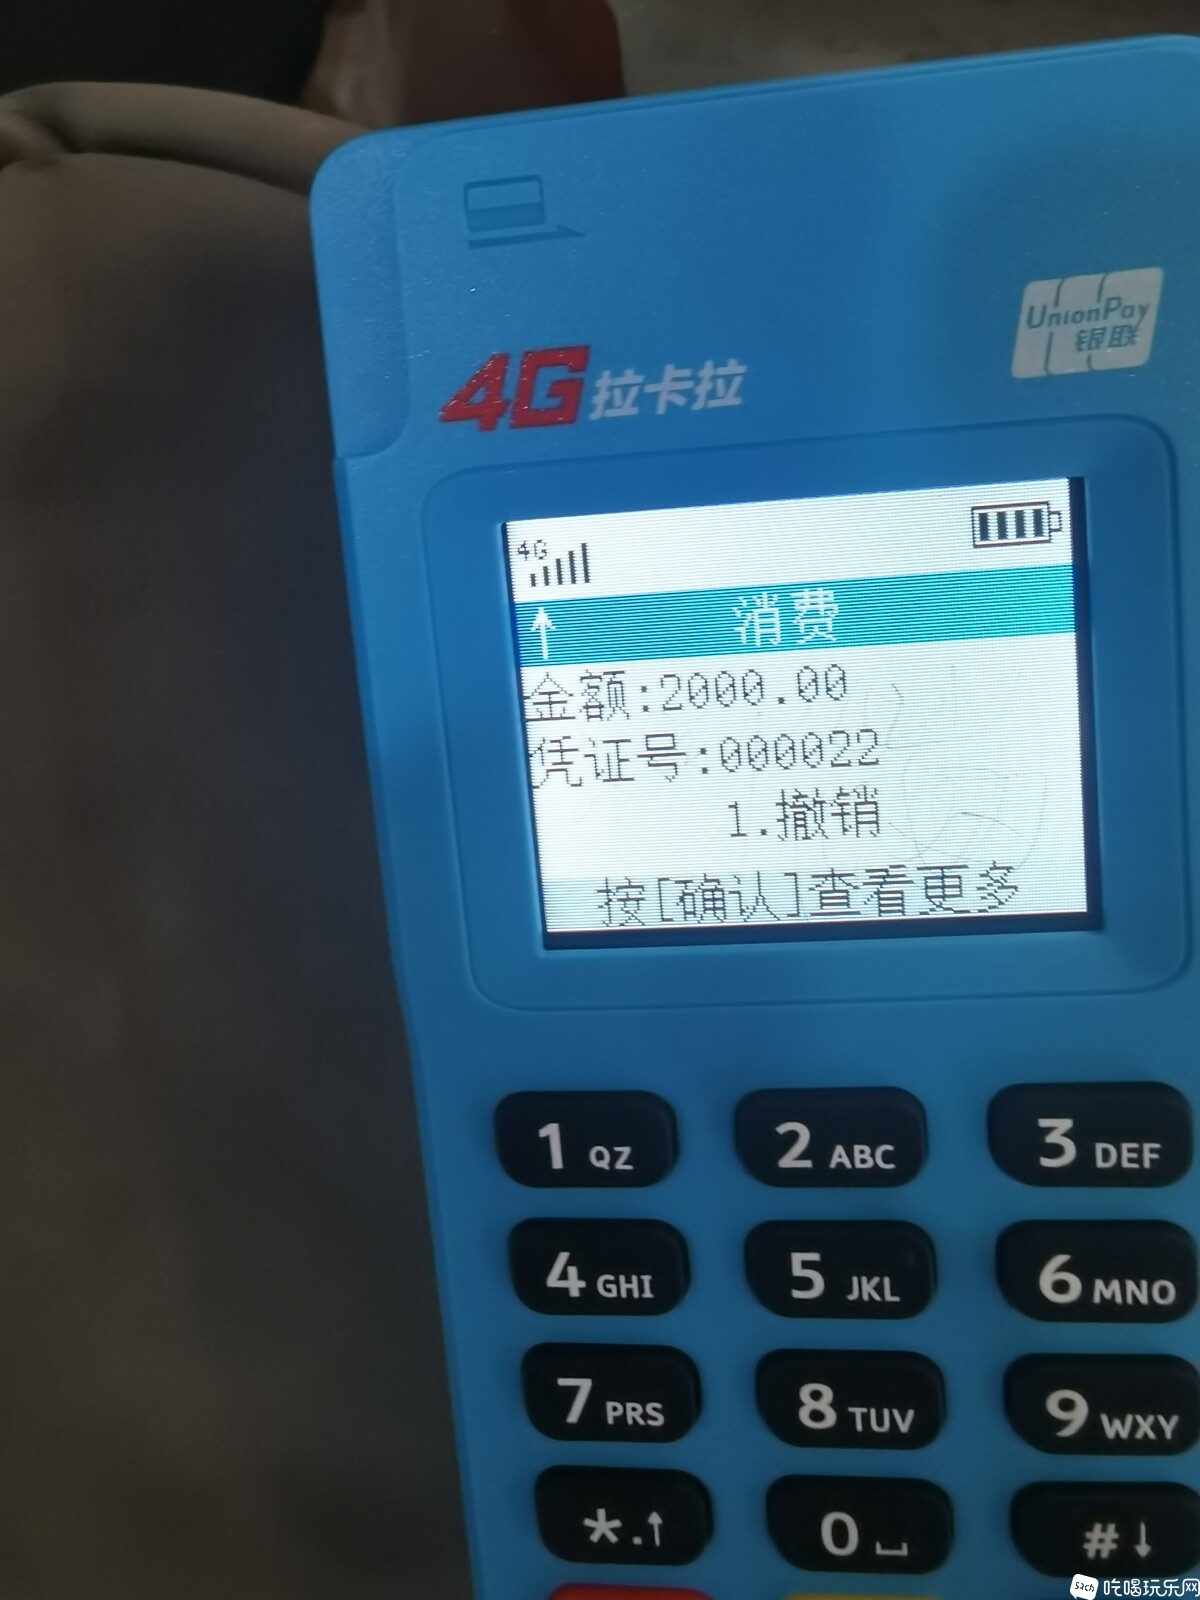 UnionPay
银联
4G拉卡拉
4G
↑ 消费
金额:2000.00
凭证号:000022
1.撤销
按[确认]查看更多
1 QZ 2 ABC 3 DEF
4 GHI 5 JKL 6 MNO
7 PRS 8 TUV 9 WXY
*.↑ 0 ⎵ # ↓
52ch 吃喝玩乐网